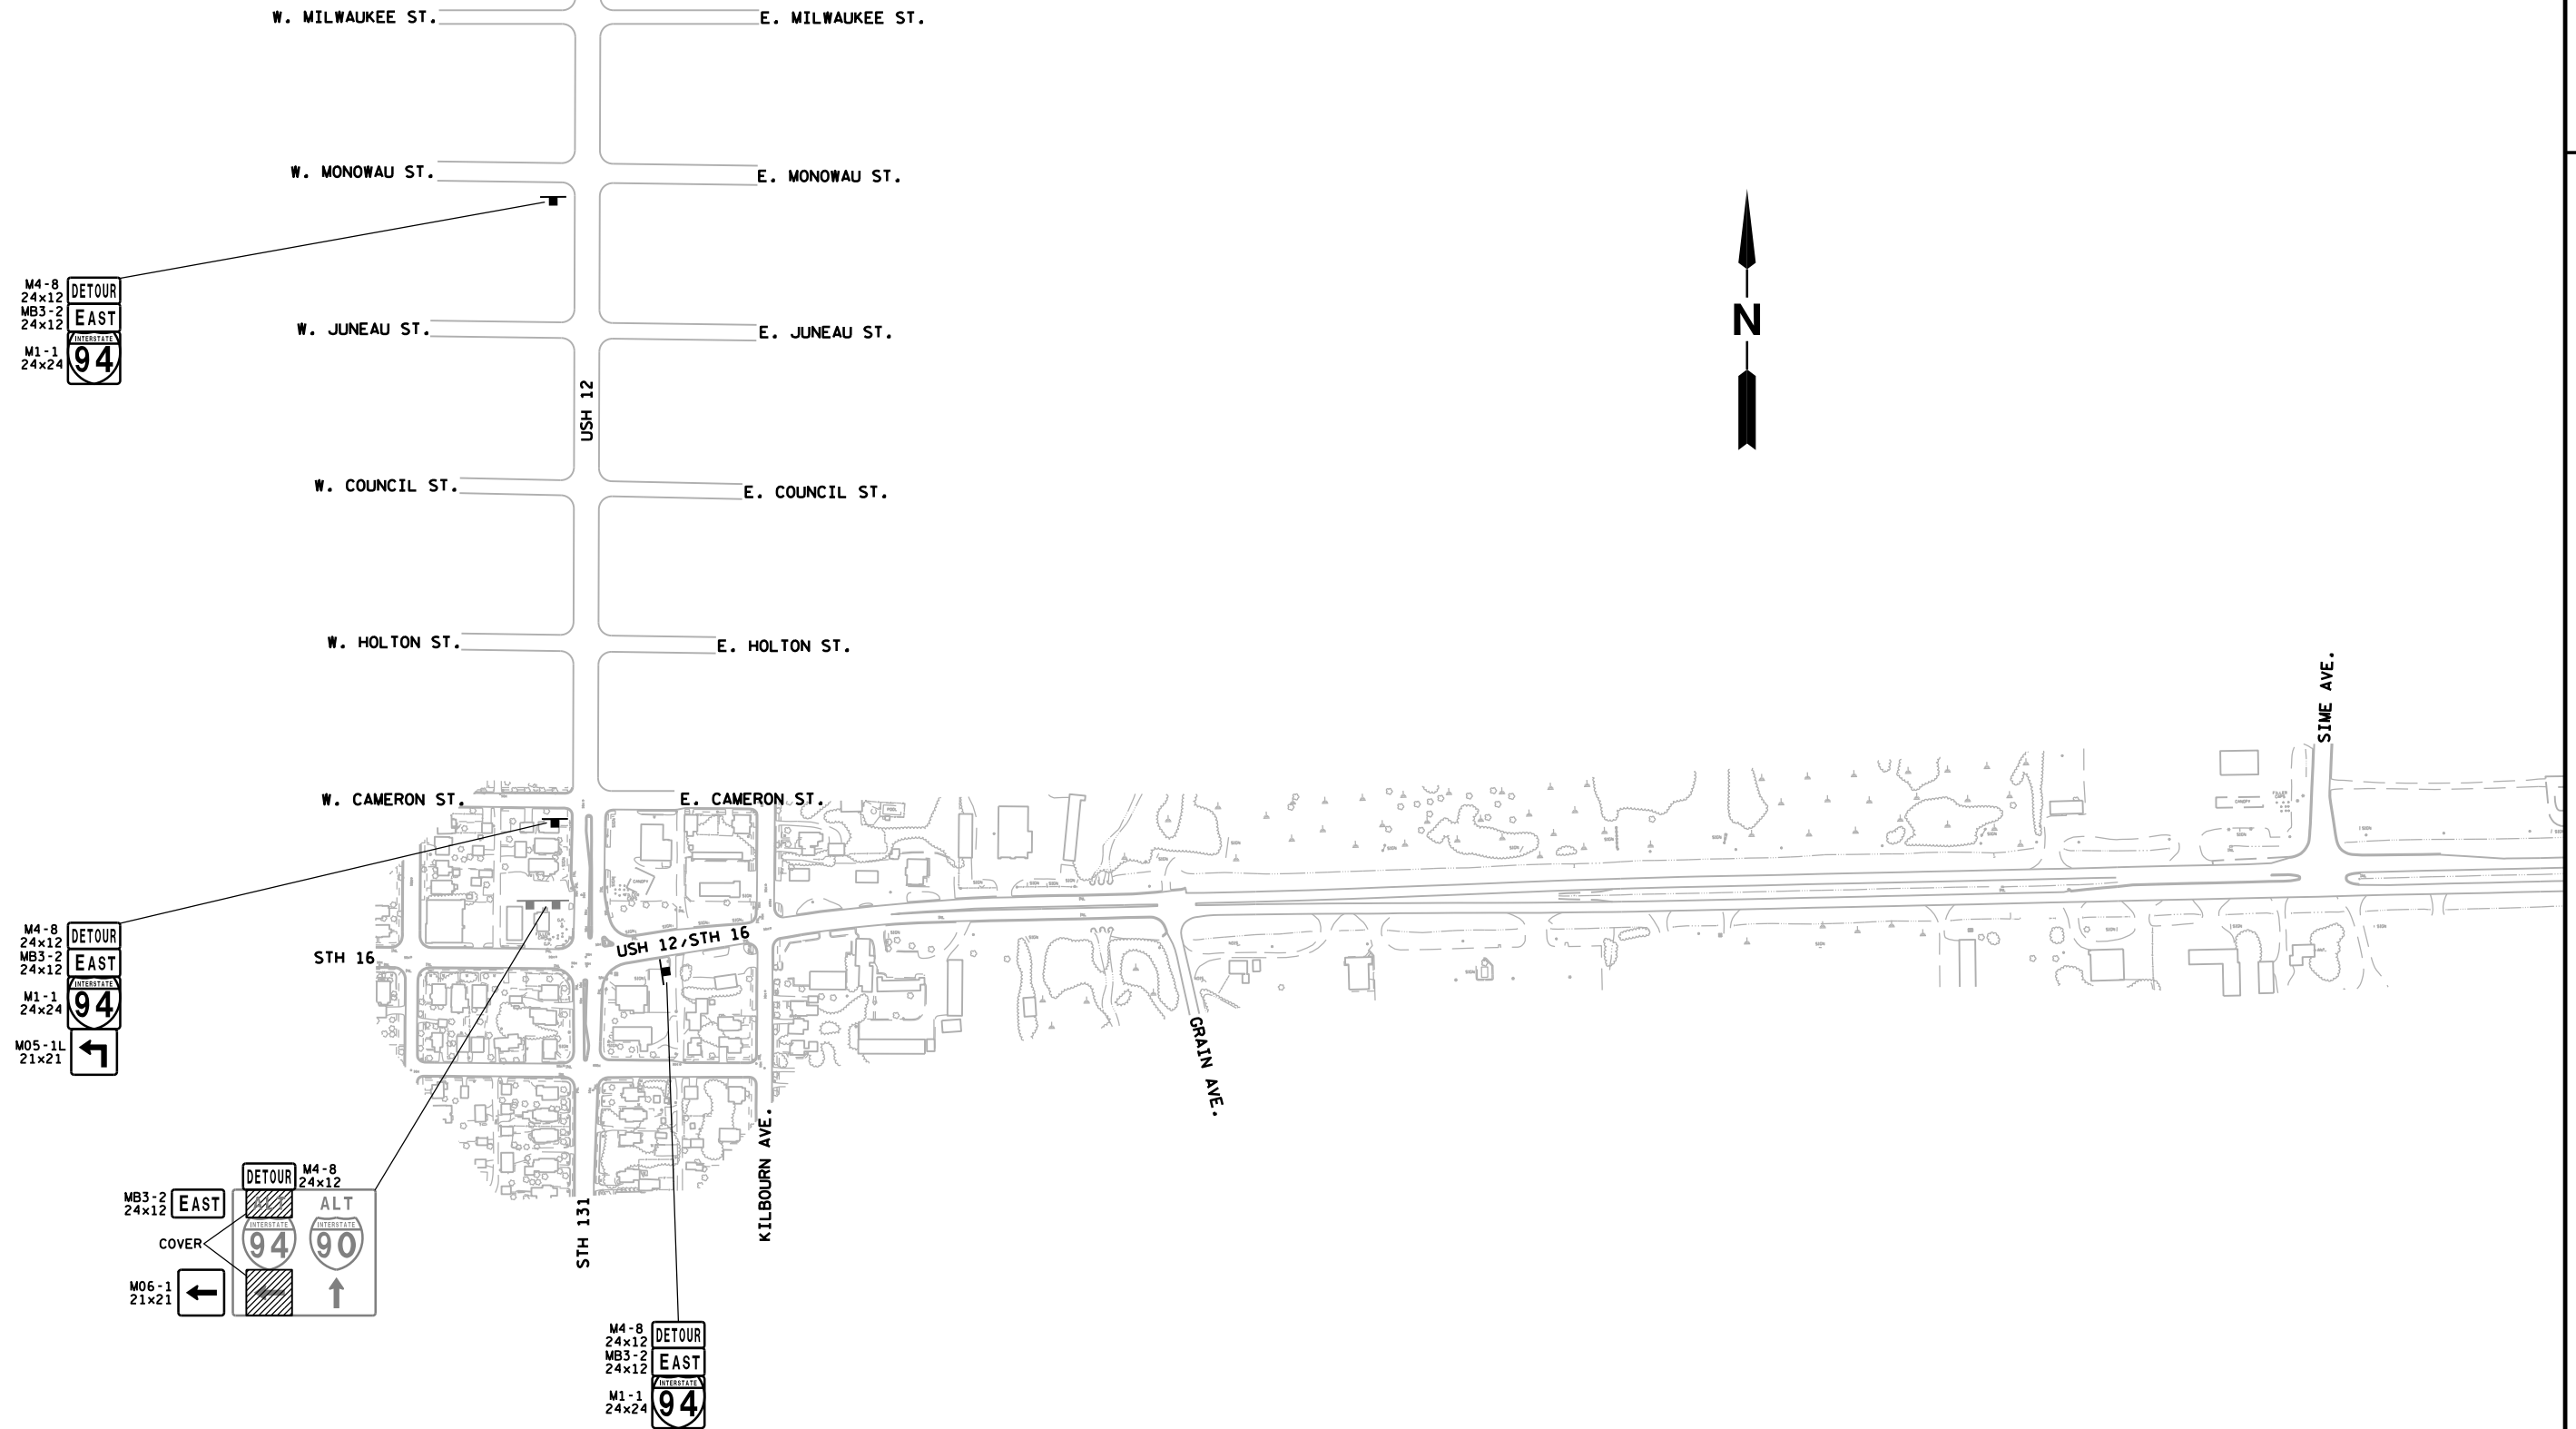 W. MILWAUKEE ST.
E. MILWAUKEE ST.
W. MONOWAU ST.
E. MONOWAU ST.
M4-8
24x12
DETOUR
MB3-2
24x12
EAST
M1-1
24x24
INTERSTATE
94
N
W. JUNEAU ST.
E. JUNEAU ST.
USH 12
W. COUNCIL ST.
E. COUNCIL ST.
W. HOLTON ST.
E. HOLTON ST.
SIME AVE.
W. CAMERON ST.
E. CAMERON ST.
M4-8
24x12
DETOUR
MB3-2
24x12
EAST
M1-1
24x24
INTERSTATE
94
MO5-1L
21x21
STH 16
USH 12/STH 16
GRAIN AVE.
KILBOURN AVE.
STH 131
DETOUR
M4-8
24x12
MB3-2
24x12
EAST
ALT
ALT
INTERSTATE
94
INTERSTATE
90
COVER
MO6-1
21x21
M4-8
24x12
DETOUR
MB3-2
24x12
EAST
M1-1
24x24
INTERSTATE
94